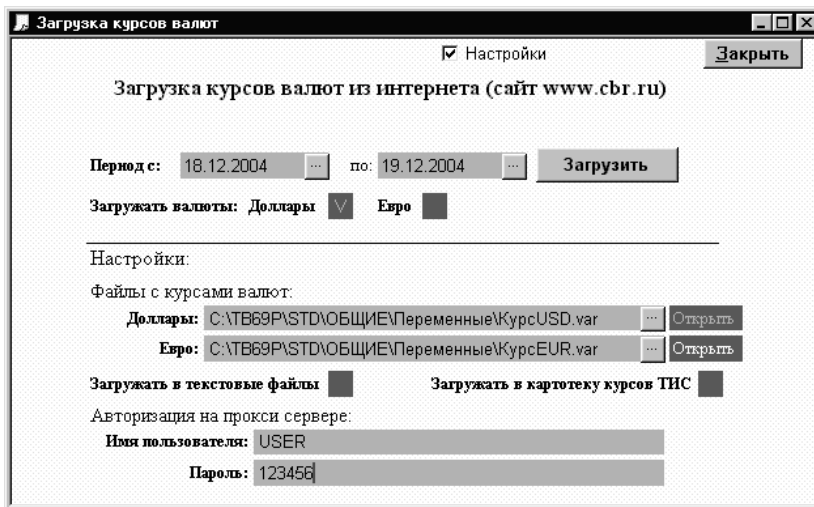 Загрузка курсов валют
Настройки Закрыть
Загрузка курсов валют из интернета (сайт www.cbr.ru)
Период с: 18.12.2004 ... по: 19.12.2004 ... Загрузить
Загружать валюты: Доллары V Евро
Настройки:
Файлы с курсами валют:
Доллары: C:\TB69P\STD\ОБЩИЕ\Переменные\КурсUSD.var ... Открыть
Евро: C:\TB69P\STD\ОБЩИЕ\Переменные\КурсEUR.var ... Открыть
Загружать в текстовые файлы Загружать в картотеку курсов ТИС
Авторизация на прокси сервере:
Имя пользователя: USER
Пароль: 123456